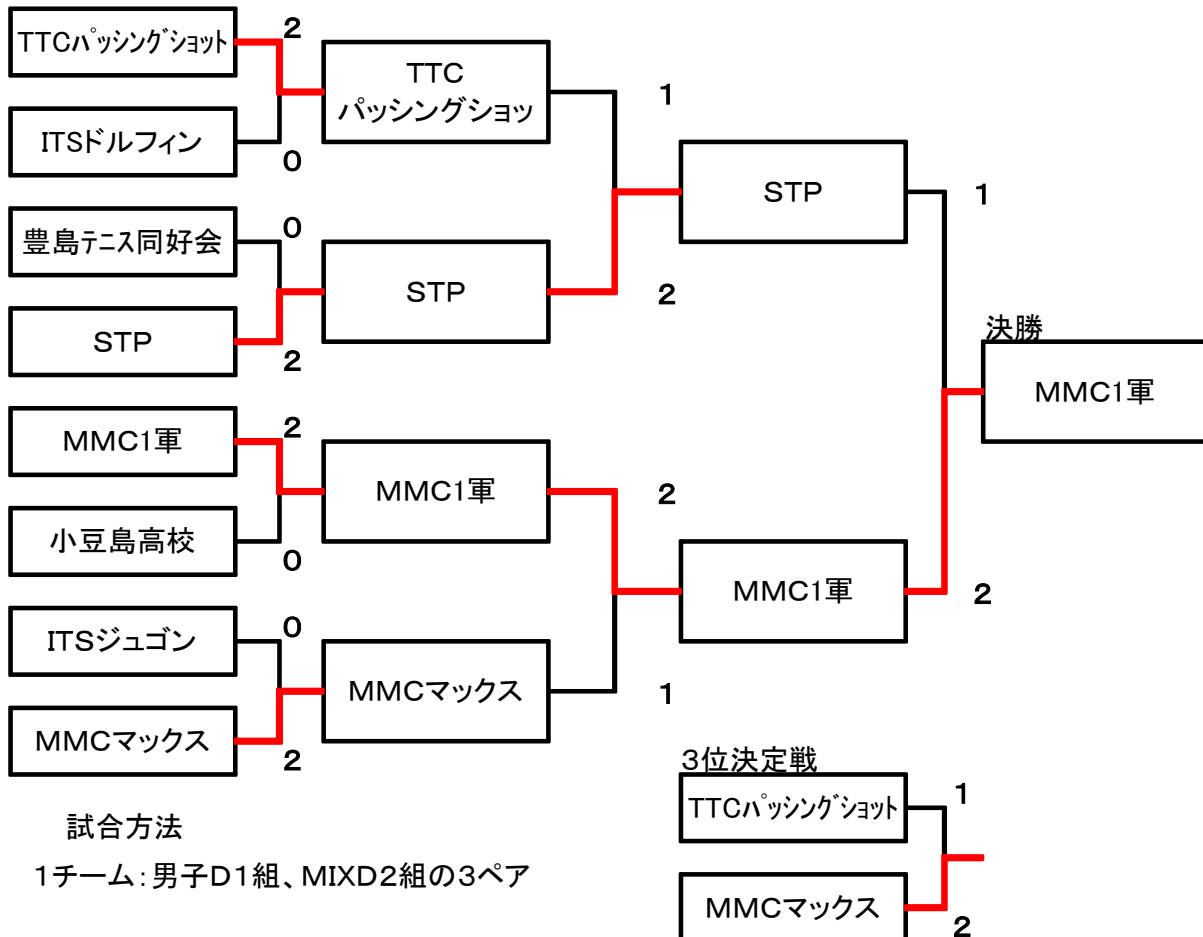 TTCﾊﾟｯｼﾝｸﾞｼｮｯﾄ
2
ITSドルフィン
0
豊島ﾃﾆｽ同好会
0
STP
2
MMC1軍
2
小豆島高校
0
ITSジュゴン
0
MMCマックス
2
TTC
パッシングショッ
1
STP
2
MMC1軍
2
MMCマックス
1
STP
1
MMC1軍
2
決勝
MMC1軍
3位決定戦
TTCﾊﾟｯｼﾝｸﾞｼｮｯﾄ
1
MMCマックス
2
試合方法
1チーム：男子D1組、MIXD2組の3ペア